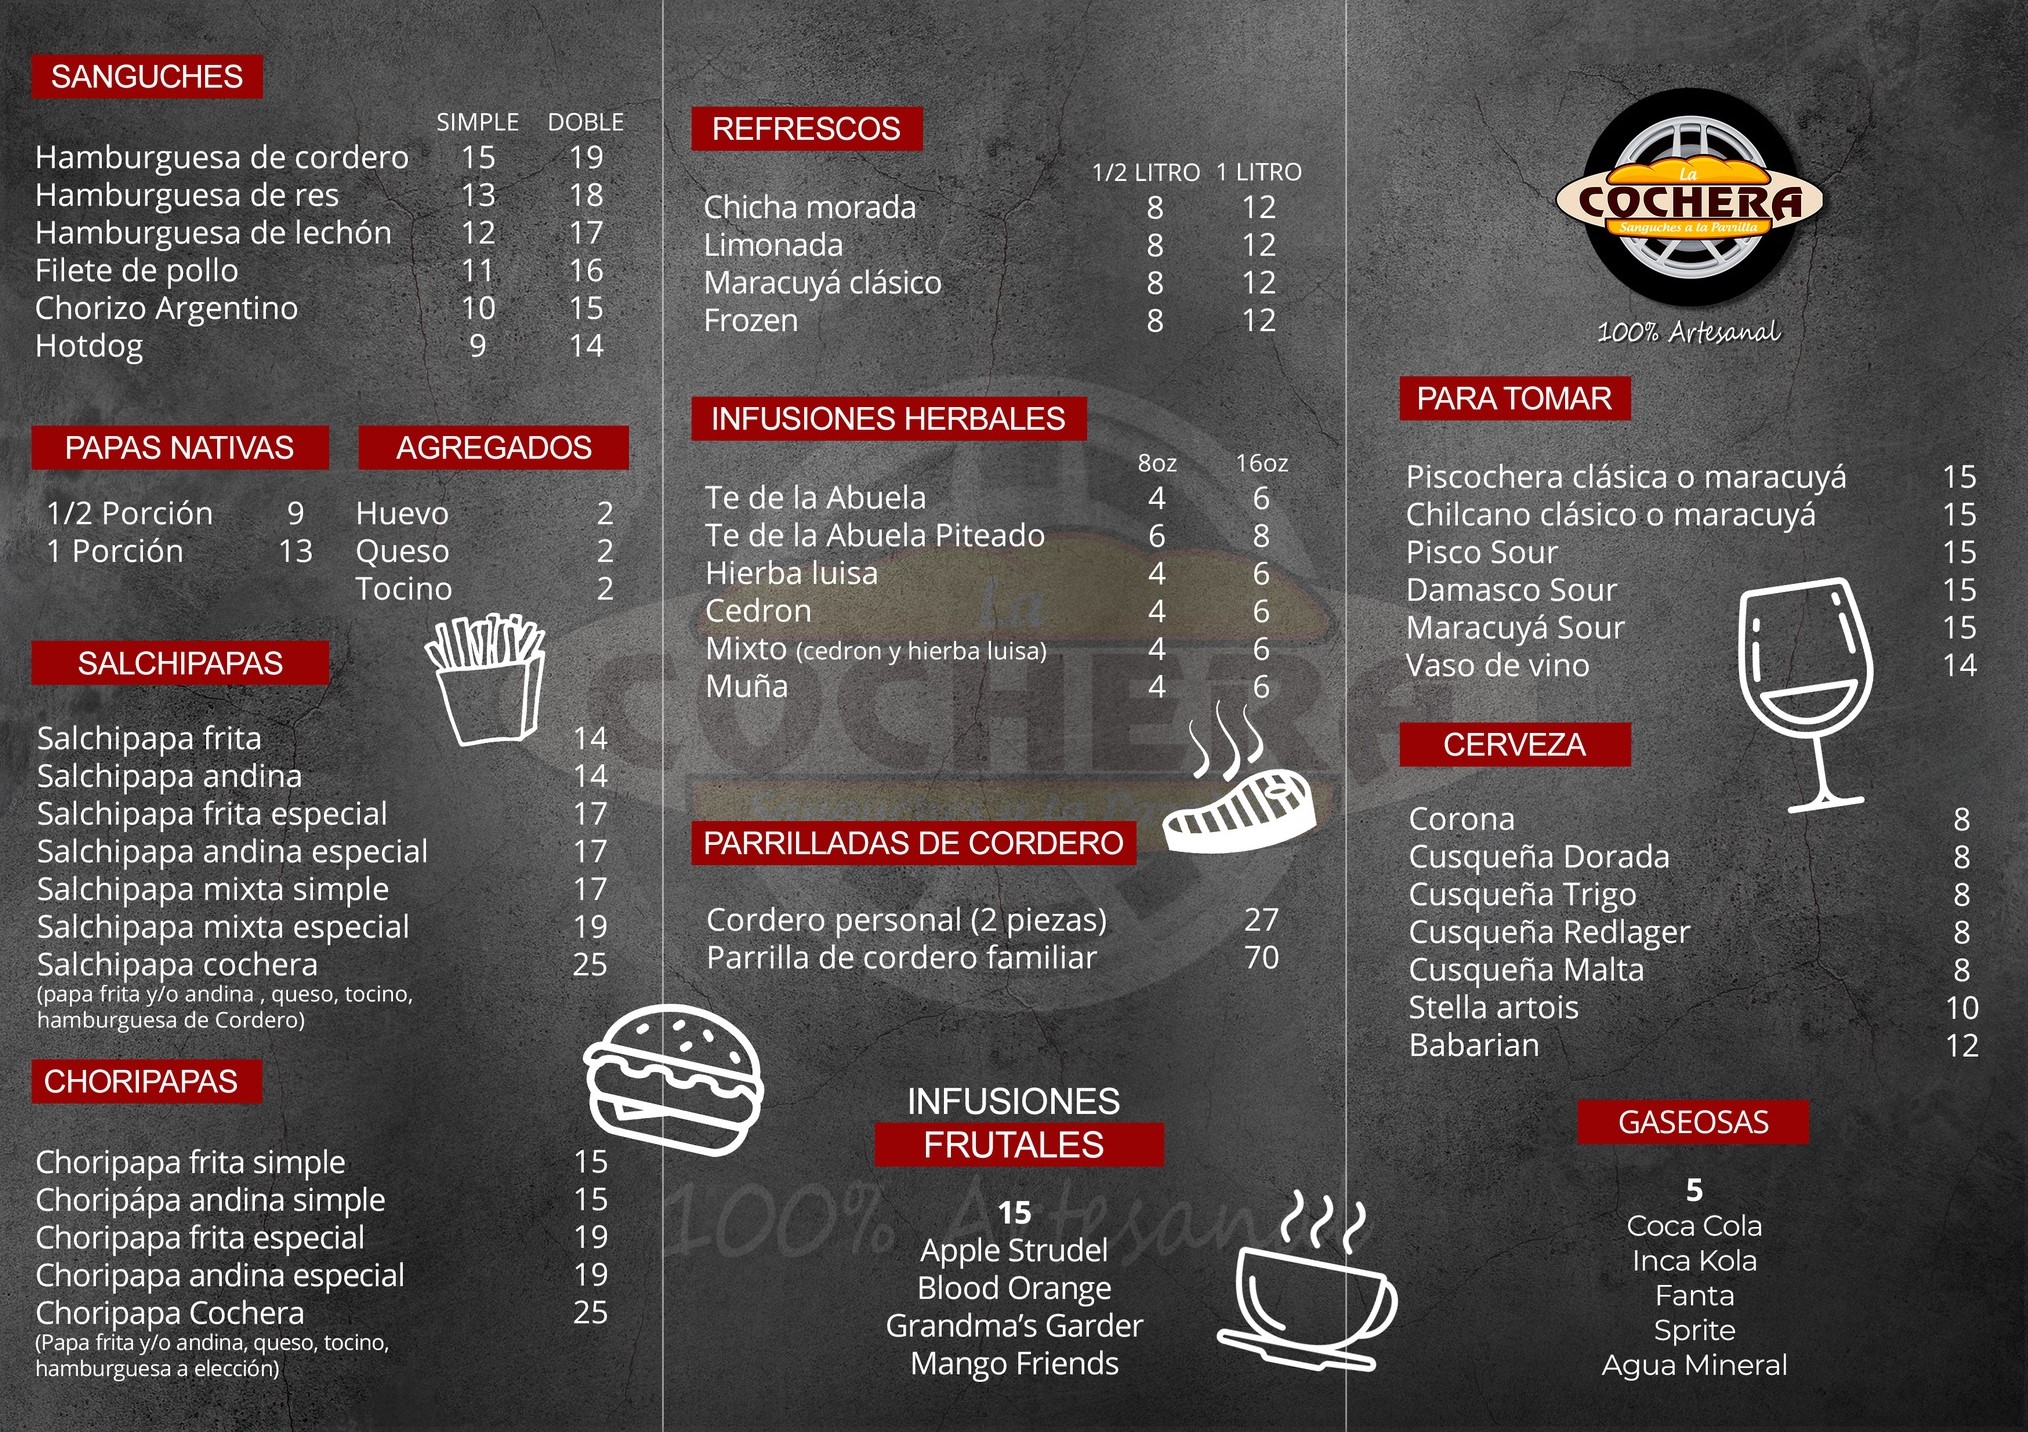 SANGUCHES
SIMPLE DOBLE
Hamburguesa de cordero 15 19
Hamburguesa de res 13 18
Hamburguesa de lechón 12 17
Filete de pollo 11 16
Chorizo Argentino 10 15
Hotdog 9 14
PAPAS NATIVAS
1/2 Porción 9
1 Porción 13
AGREGADOS
Huevo 2
Queso 2
Tocino 2
SALCHIPAPAS
Salchipapa frita 14
Salchipapa andina 14
Salchipapa frita especial 17
Salchipapa andina especial 17
Salchipapa mixta simple 17
Salchipapa mixta especial 19
Salchipapa cochera 25
(papa frita y/o andina , queso, tocino,
hamburguesa de Cordero)
CHORIPAPAS
Choripapa frita simple 15
Choripápa andina simple 15
Choripapa frita especial 19
Choripapa andina especial 19
Choripapa Cochera 25
(Papa frita y/o andina, queso, tocino,
hamburguesa a elección)
REFRESCOS
1/2 LITRO 1 LITRO
Chicha morada 8 12
Limonada 8 12
Maracuyá clásico 8 12
Frozen 8 12
INFUSIONES HERBALES
8oz 16oz
Te de la Abuela 4 6
Te de la Abuela Piteado 6 8
Hierba luisa 4 6
Cedron 4 6
Mixto (cedron y hierba luisa) 4 6
Muña 4 6
La
COCHERA
PARRILLADAS DE CORDERO
Cordero personal (2 piezas) 27
Parrilla de cordero familiar 70
INFUSIONES
FRUTALES
100% Artesanal
15
Apple Strudel
Blood Orange
Grandma's Garder
Mango Friends
La
COCHERA
Sanguches a la Parrilla
100% Artesanal
PARA TOMAR
Piscochera clásica o maracuyá 15
Chilcano clásico o maracuyá 15
Pisco Sour 15
Damasco Sour 15
Maracuyá Sour 15
Vaso de vino 14
CERVEZA
Corona 8
Cusqueña Dorada 8
Cusqueña Trigo 8
Cusqueña Redlager 8
Cusqueña Malta 8
Stella artois 10
Babarian 12
GASEOSAS
5
Coca Cola
Inca Kola
Fanta
Sprite
Agua Mineral